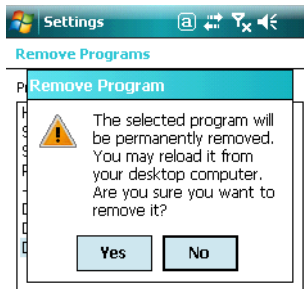 Settings
Remove Programs
Remove Program
The selected program will
be permanently removed.
You may reload it from
your desktop computer.
Are you sure you want to
remove it?
Yes
No